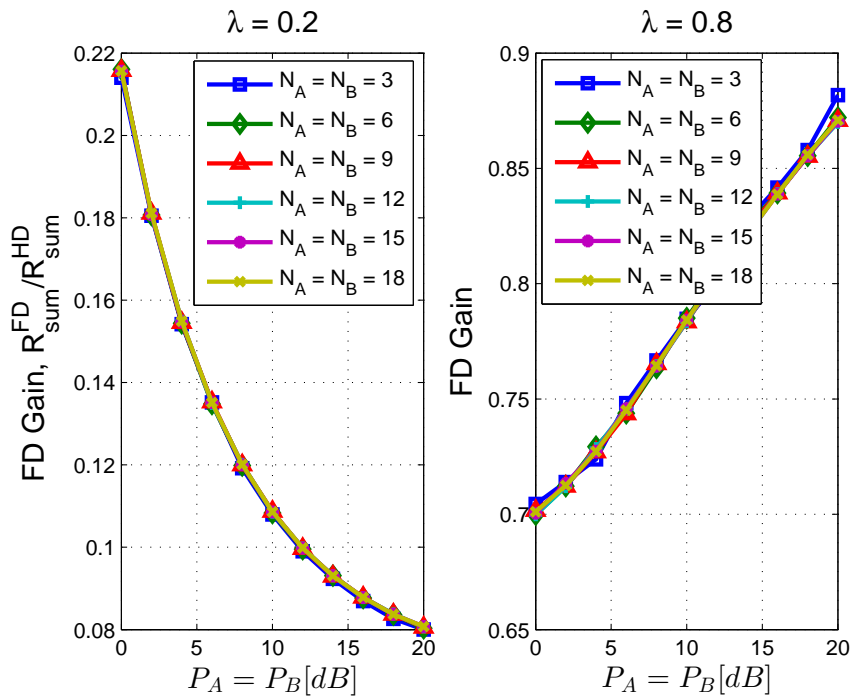 λ = 0.2
0.22
0.2
0.18
0.16
0.14
0.12
0.1
0.08
FD Gain, R_sum^FD/R_sum^HD
N_A = N_B = 3
N_A = N_B = 6
N_A = N_B = 9
N_A = N_B = 12
N_A = N_B = 15
N_A = N_B = 18
0 5 10 15 20
P_A = P_B[dB]
λ = 0.8
0.9
0.85
0.8
0.75
0.7
0.65
FD Gain
N_A = N_B = 3
N_A = N_B = 6
N_A = N_B = 9
N_A = N_B = 12
N_A = N_B = 15
N_A = N_B = 18
0 5 10 15 20
P_A = P_B[dB]